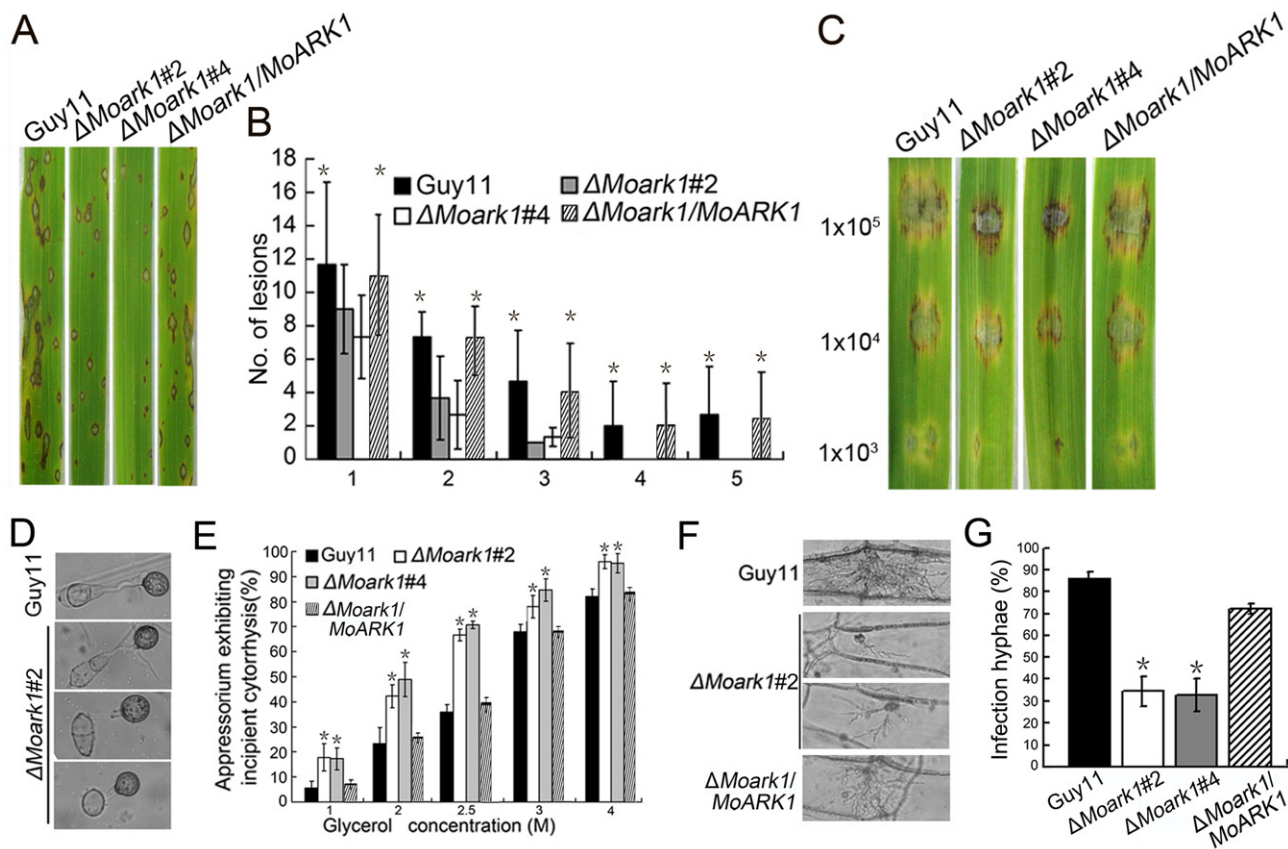 A
Guy11
ΔMoark1#2
ΔMoark1#4
ΔMoark1/MoARK1
B
No. of lesions
18
16
14
12
10
8
6
4
2
0
* * * * * * * * * *
Guy11
ΔMoark1#2
ΔMoark1#4
ΔMoark1/MoARK1
1 2 3 4 5
C
Guy11
ΔMoark1#2
ΔMoark1#4
ΔMoark1/MoARK1
1x10⁵
1x10⁴
1x10³
D
Guy11
ΔMoark1#2
E
Appressorium exhibiting
incipient cytorrhysis(%)
100
90
80
70
60
50
40
30
20
10
0
Guy11
ΔMoark1#2
ΔMoark1#4
ΔMoark1/
MoARK1
* * * * * * * * * *
1 2 2.5 3 4
Glycerol concentration (M)
F
Guy11
ΔMoark1#2
ΔMoark1/
MoARK1
G
Infection hyphae (%)
100
90
80
70
60
50
40
30
20
10
0
* *
Guy11
ΔMoark1#2
ΔMoark1#4
ΔMoark1/
MoARK1